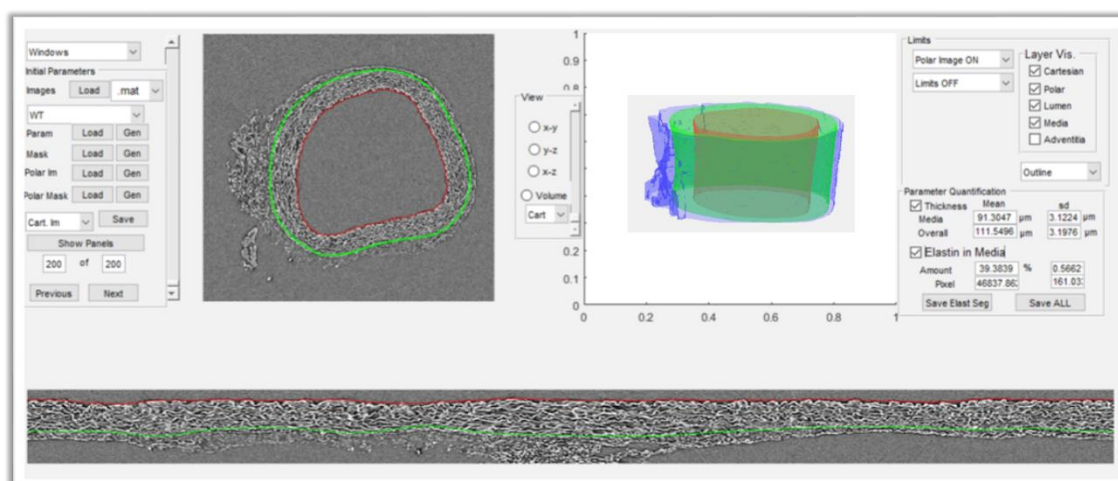 Windows
Initial Parameters
Images Load .mat
WT
Param Load Gen
Mask Load Gen
Polar Im Load Gen
Polar Mask Load Gen
Cart. Im Save
Show Panels
200 of 200
Previous Next
1
0.9
0.8
0.3
0.2
0.1
0
0 0.2 0.4 0.6 0.8 1
View
x-y
y-z
x-z
Volume
Cart
Limits
Polar Image ON
Limits OFF
Layer Vis.
Cartesian
Polar
Lumen
Media
Adventitia
Outline
Parameter Quantification
Thickness Mean sd
Media 91.3047 μm 3.1224 μm
Overall 111.5496 μm 3.1976 μm
Elastin in Media
Amount 39.3839 % 0.5662
Pixel 46837.862 161.03
Save Elast Seg Save ALL